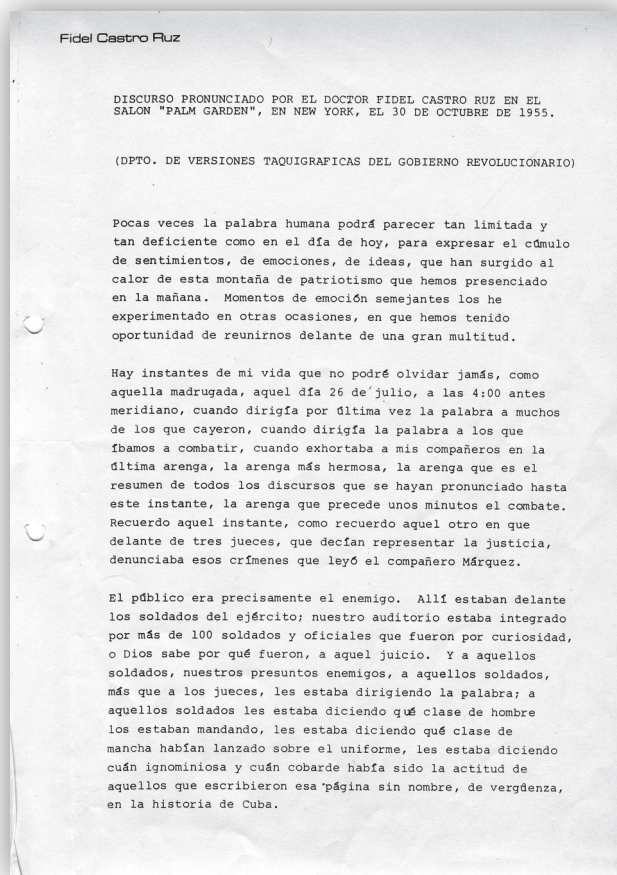 Fidel Castro Ruz
DISCURSO PRONUNCIADO POR EL DOCTOR FIDEL CASTRO RUZ EN EL
SALON "PALM GARDEN", EN NEW YORK, EL 30 DE OCTUBRE DE 1955.
(DPTO. DE VERSIONES TAQUIGRAFICAS DEL GOBIERNO REVOLUCIONARIO)
Pocas veces la palabra humana podrá parecer tan limitada y
tan deficiente como en el día de hoy, para expresar el cúmulo
de sentimientos, de emociones, de ideas, que han surgido al
calor de esta montaña de patriotismo que hemos presenciado
en la mañana. Momentos de emoción semejantes los he
experimentado en otras ocasiones, en que hemos tenido
oportunidad de reunirnos delante de una gran multitud.
Hay instantes de mi vida que no podré olvidar jamás, como
aquella madrugada, aquel día 26 de julio, a las 4:00 antes
meridiano, cuando dirigía por última vez la palabra a muchos
de los que cayeron, cuando dirigía la palabra a los que
íbamos a combatir, cuando exhortaba a mis compañeros en la
última arenga, la arenga más hermosa, la arenga que es el
resumen de todos los discursos que se hayan pronunciado hasta
este instante, la arenga que precede unos minutos el combate.
Recuerdo aquel instante, como recuerdo aquel otro en que
delante de tres jueces, que decían representar la justicia,
denunciaba esos crímenes que leyó el compañero Márquez.
El público era precisamente el enemigo. Allí estaban delante
los soldados del ejército; nuestro auditorio estaba integrado
por más de 100 soldados y oficiales que fueron por curiosidad,
o Dios sabe por qué fueron, a aquel juicio. Y a aquellos
soldados, nuestros presuntos enemigos, a aquellos soldados,
más que a los jueces, les estaba dirigiendo la palabra; a
aquellos soldados les estaba diciendo qué clase de hombre
los estaban mandando, les estaba diciendo qué clase de
mancha habían lanzado sobre el uniforme, les estaba diciendo
cuán ignominiosa y cuán cobarde había sido la actitud de
aquellos que escribieron esa página sin nombre, de vergüenza,
en la historia de Cuba.